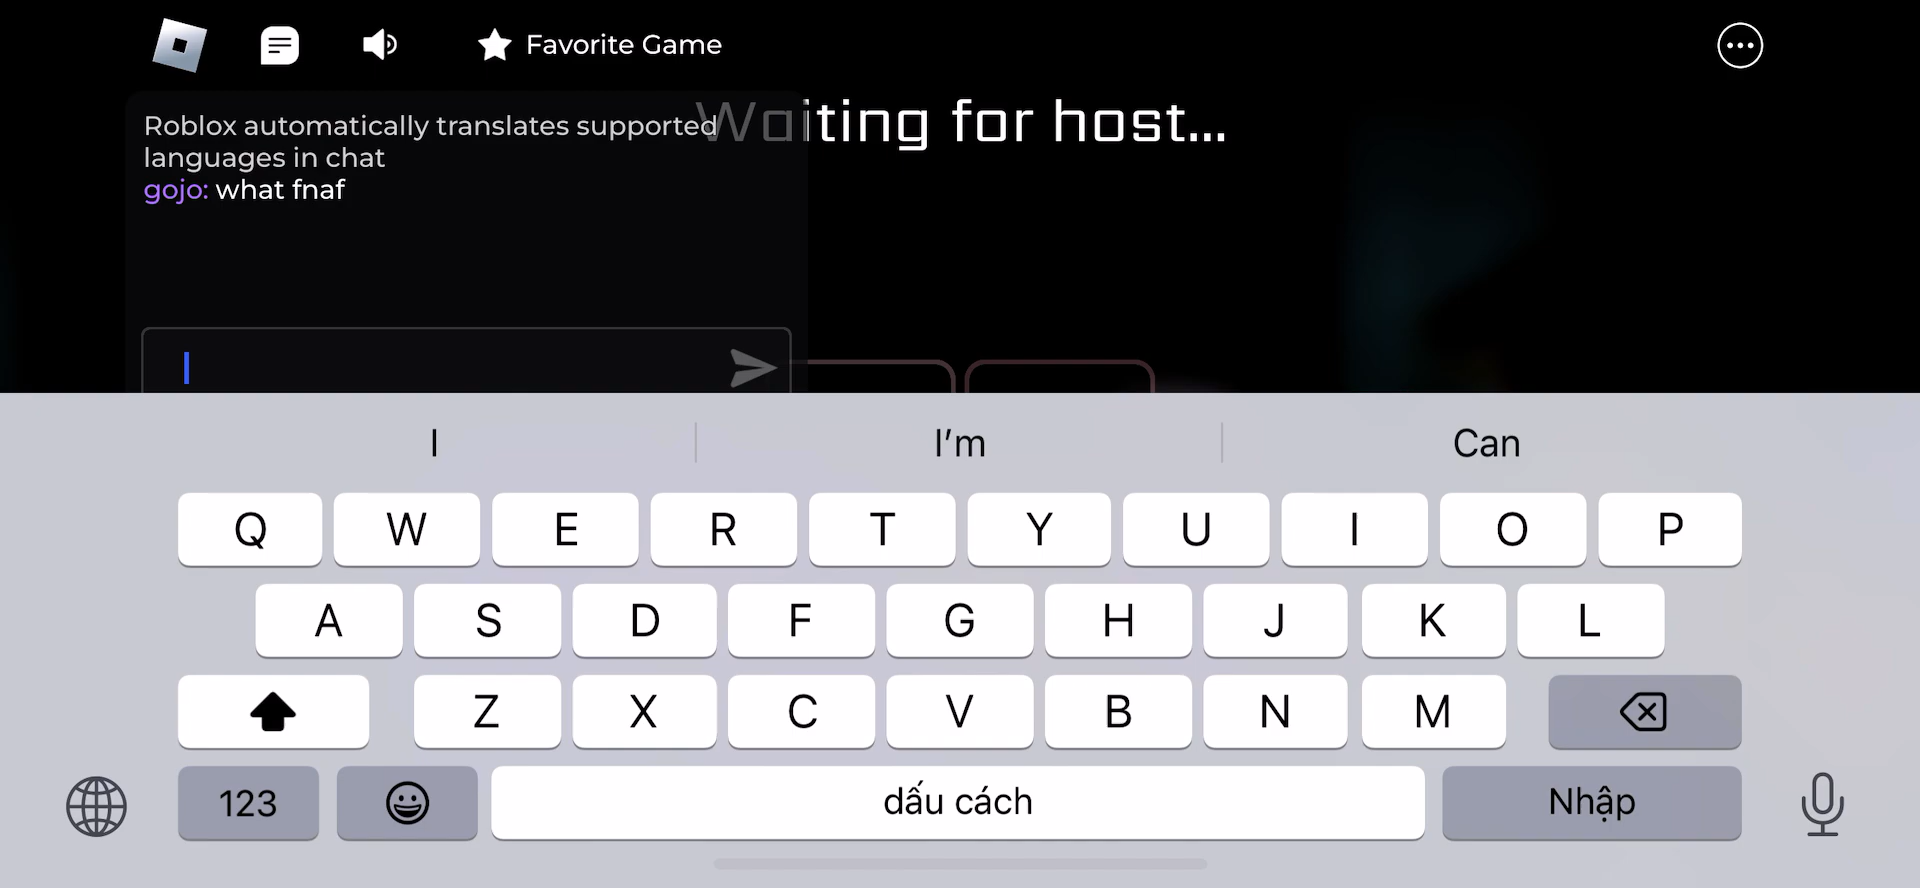 Favorite Game
Waiting for host...
Roblox automatically translates supported
languages in chat
gojo: what fnaf
I
I'm
Can
Q W E R T Y U I O P
A S D F G H J K L
Z X C V B N M
123
dấu cách
Nhập